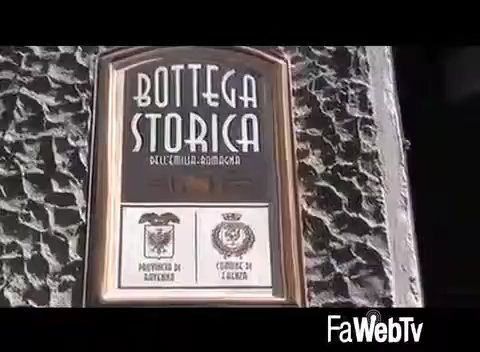 BOTTEGA
STORICA
DELL'EMILIA-ROMAGNA
PROVINCIA DI
RAVENNA
COMUNE DI
FAENZA
FaWebTv